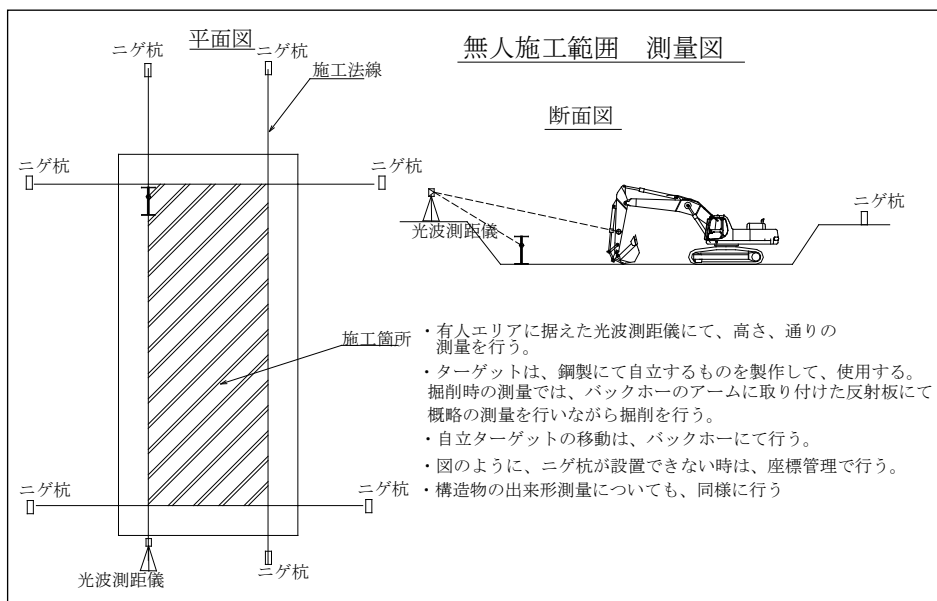 無人施工範囲　測量図
平面図
ニゲ杭
ニゲ杭
施工法線
ニゲ杭
ニゲ杭
施工箇所
ニゲ杭
ニゲ杭
光波測距儀
ニゲ杭
断面図
光波測距儀
ニゲ杭
・有人エリアに据えた光波測距儀にて、高さ、通りの
測量を行う。
・ターゲットは、鋼製にて自立するものを製作して、使用する。
掘削時の測量では、バックホーのアームに取り付けた反射板にて
概略の測量を行いながら掘削を行う。
・自立ターゲットの移動は、バックホーにて行う。
・図のように、ニゲ杭が設置できない時は、座標管理で行う。
・構造物の出来形測量についても、同様に行う